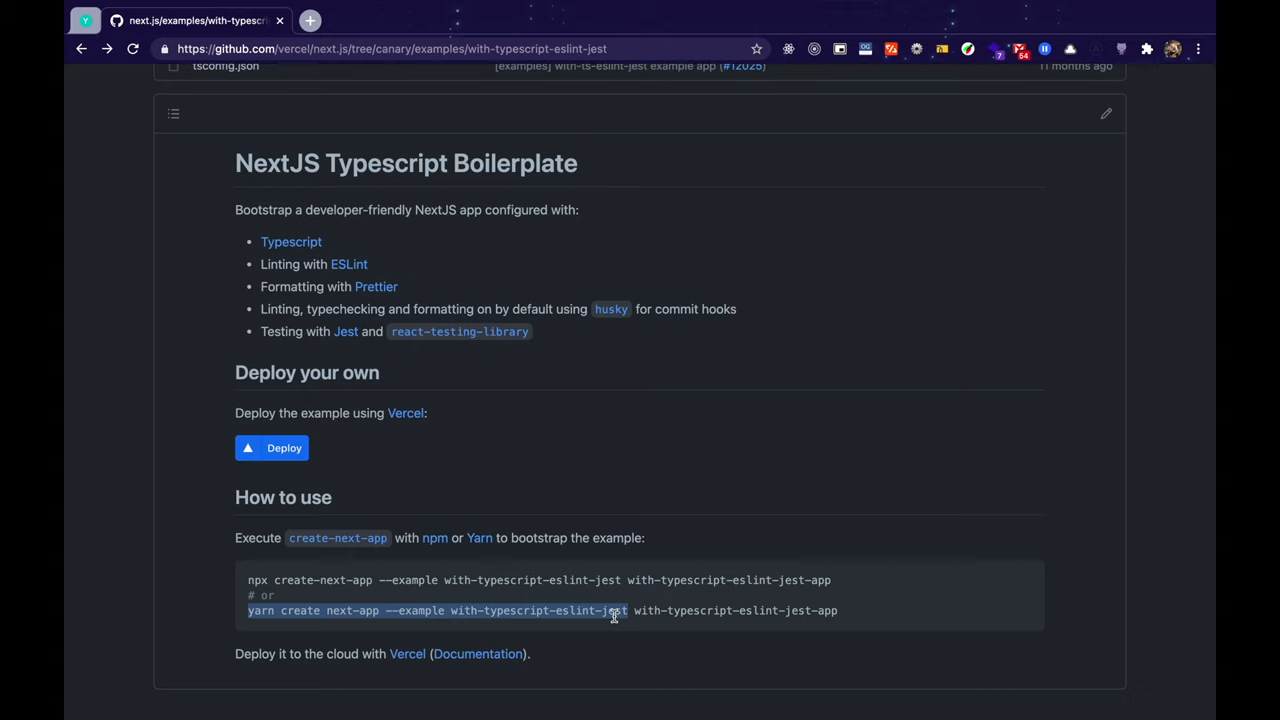 next.js/examples/with-typescri
https://github.com/vercel/next.js/tree/canary/examples/with-typescript-eslint-jest
7
64
tsconfig.json [examples] with-ts-eslint-jest example app (#12025) 11 months ago
NextJS Typescript Boilerplate
Bootstrap a developer-friendly NextJS app configured with:
• Typescript
• Linting with ESLint
• Formatting with Prettier
• Linting, typechecking and formatting on by default using husky for commit hooks
• Testing with Jest and react-testing-library
Deploy your own
Deploy the example using Vercel:
Deploy
How to use
Execute create-next-app with npm or Yarn to bootstrap the example:
npx create-next-app --example with-typescript-eslint-jest with-typescript-eslint-jest-app
# or
yarn create next-app --example with-typescript-eslint-jest with-typescript-eslint-jest-app
Deploy it to the cloud with Vercel (Documentation).